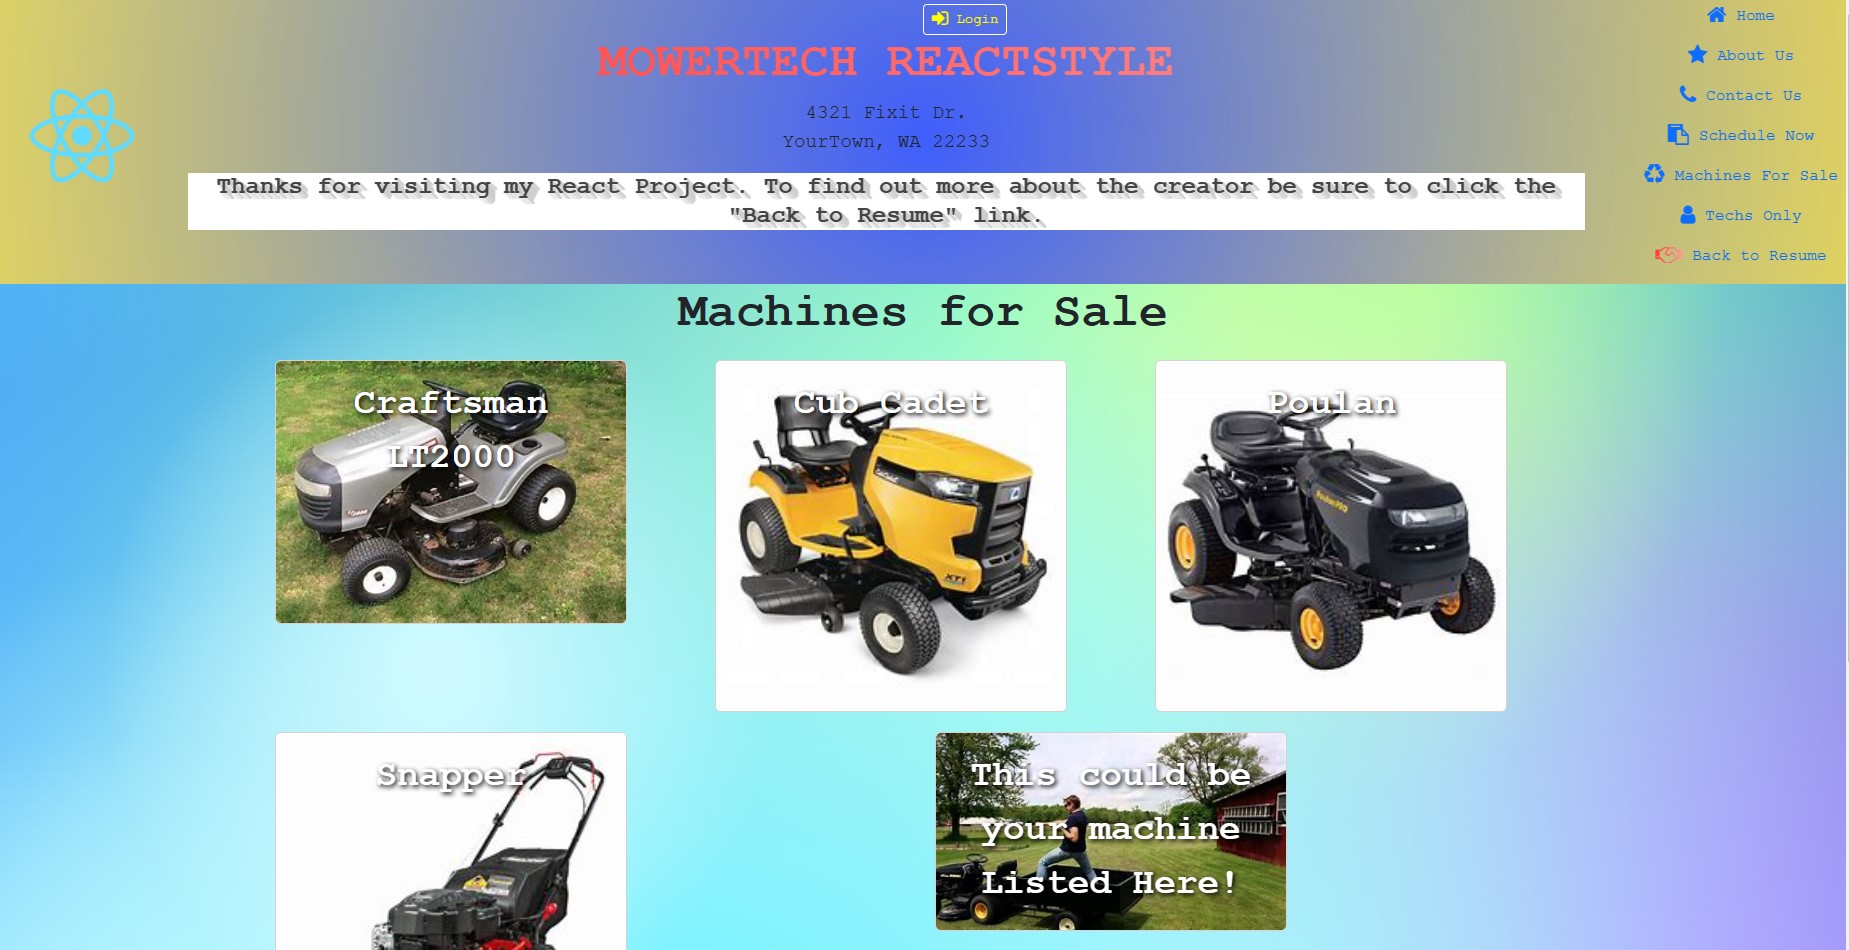 Login
MOWERTECH REACTSTYLE
4321 Fixit Dr.
YourTown, WA 22233
Thanks for visiting my React Project. To find out more about the creator be sure to click the
"Back to Resume" link.
Home
About Us
Contact Us
Schedule Now
Machines For Sale
Techs Only
Back to Resume
Machines for Sale
Craftsman
LT2000
Cub Cadet
XT1
Poulan
Poulan PRO
Snapper
This could be
your machine
Listed Here!